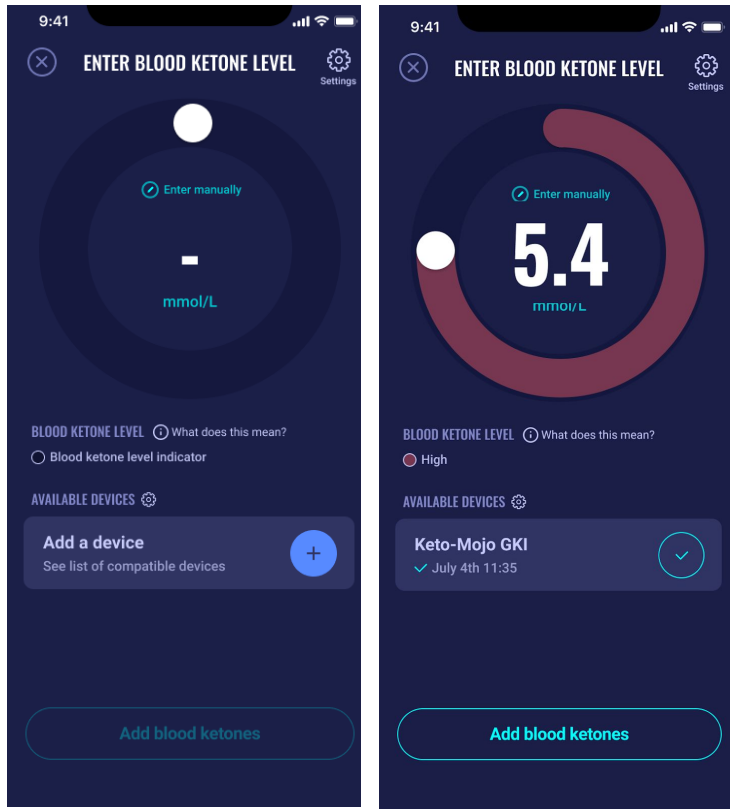 9:41
ENTER BLOOD KETONE LEVEL
Settings
Enter manually
-
mmol/L
BLOOD KETONE LEVEL What does this mean?
Blood ketone level indicator
AVAILABLE DEVICES
Add a device
See list of compatible devices
+
Add blood ketones
9:41
ENTER BLOOD KETONE LEVEL
Settings
Enter manually
5.4
mmol/L
BLOOD KETONE LEVEL What does this mean?
High
AVAILABLE DEVICES
Keto-Mojo GKI
July 4th 11:35
Add blood ketones